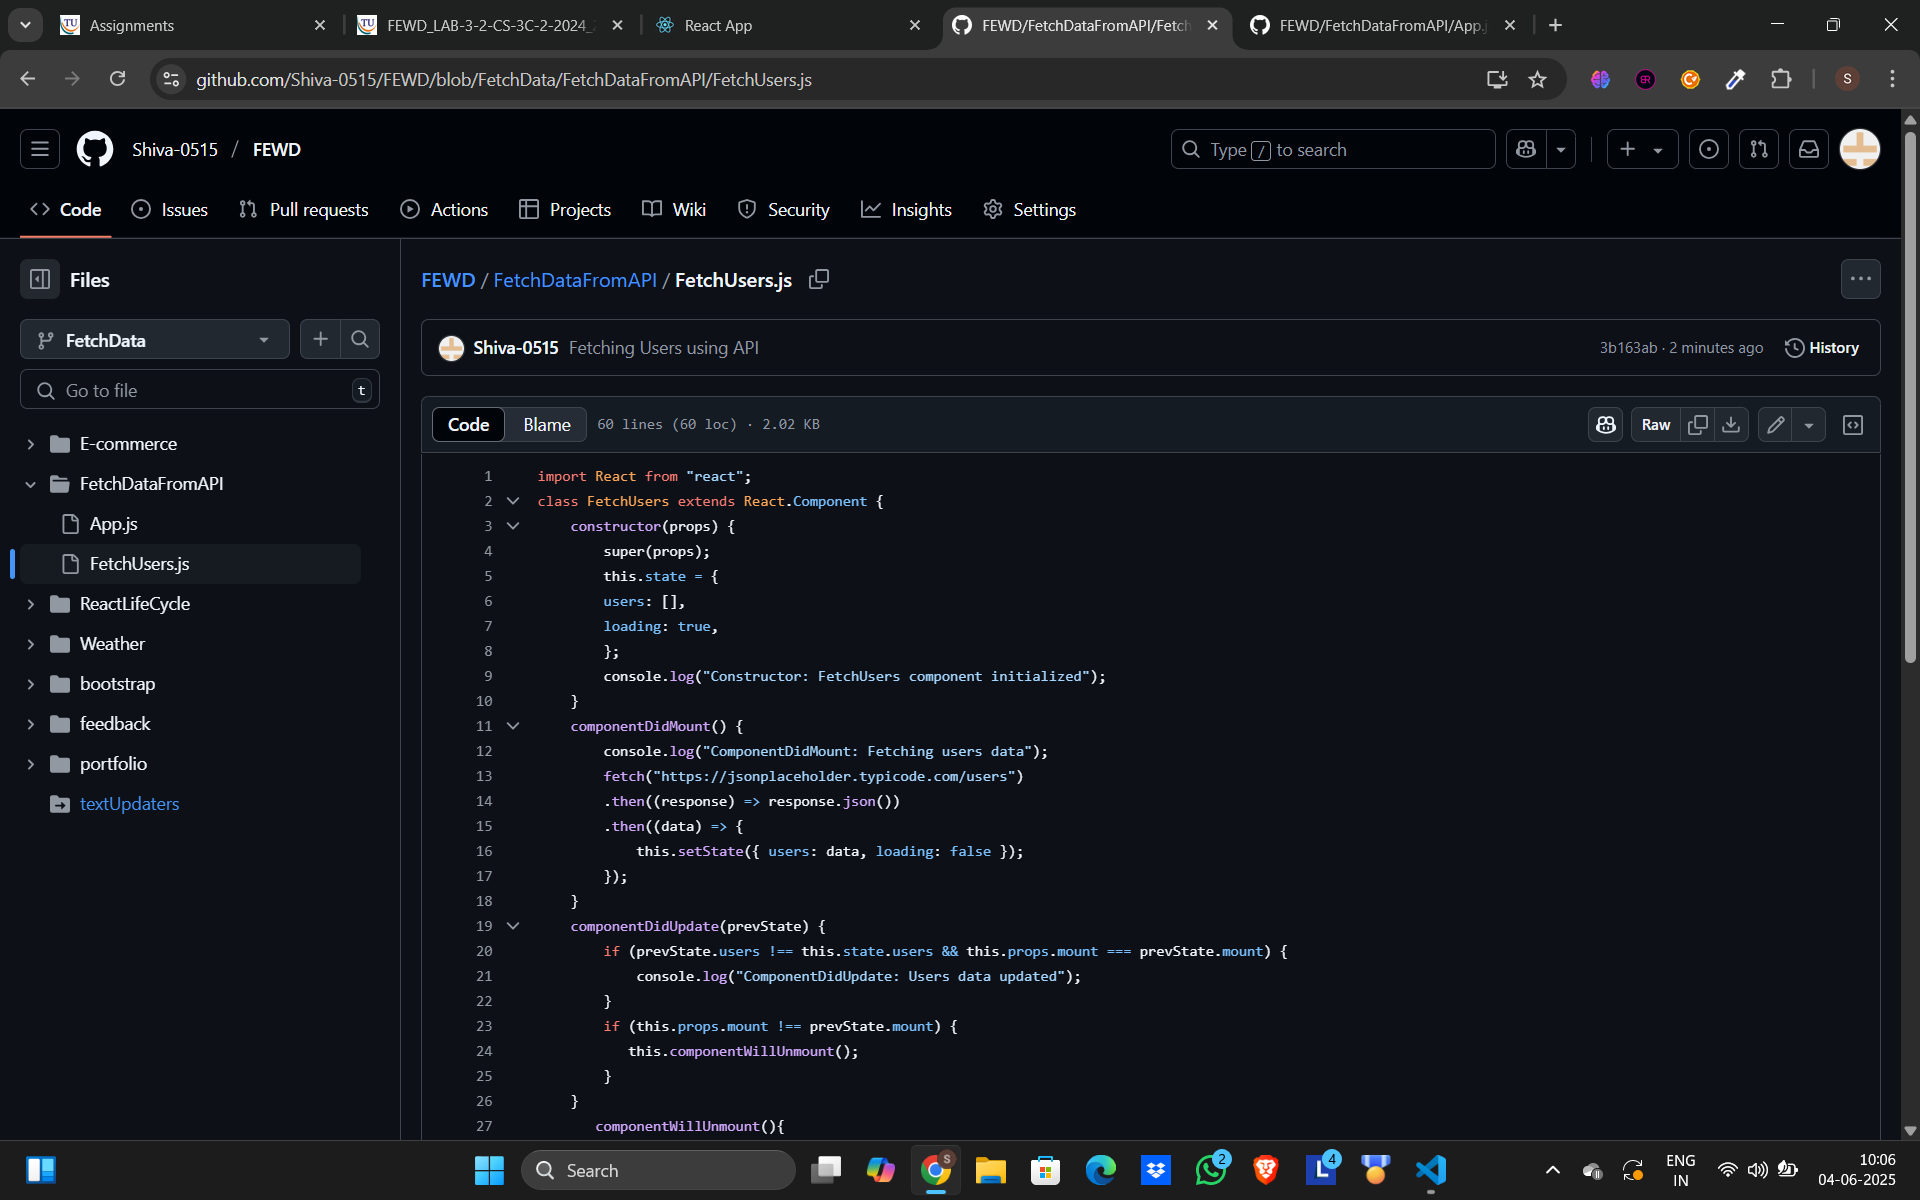 Assignments
FEWD_LAB-3-2-CS-3C-2-2024_
React App
FEWD/FetchDataFromAPI/Fetch
FEWD/FetchDataFromAPI/App.j
github.com/Shiva-0515/FEWD/blob/FetchData/FetchDataFromAPI/FetchUsers.js
S
Shiva-0515 / FEWD
Type / to search
Code
Issues
Pull requests
Actions
Projects
Wiki
Security
Insights
Settings
Files
FEWD / FetchDataFromAPI / FetchUsers.js
FetchData
Go to file
t
Shiva-0515 Fetching Users using API
3b163ab · 2 minutes ago
History
Code
Blame
60 lines (60 loc) · 2.02 KB
Raw
E-commerce
FetchDataFromAPI
App.js
FetchUsers.js
ReactLifeCycle
Weather
bootstrap
feedback
portfolio
textUpdaters
1 import React from "react";
2 class FetchUsers extends React.Component {
3 constructor(props) {
4 super(props);
5 this.state = {
6 users: [],
7 loading: true,
8 };
9 console.log("Constructor: FetchUsers component initialized");
10 }
11 componentDidMount() {
12 console.log("ComponentDidMount: Fetching users data");
13 fetch("https://jsonplaceholder.typicode.com/users")
14 .then((response) => response.json())
15 .then((data) => {
16 this.setState({ users: data, loading: false });
17 });
18 }
19 componentDidUpdate(prevState) {
20 if (prevState.users !== this.state.users && this.props.mount === prevState.mount) {
21 console.log("ComponentDidUpdate: Users data updated");
22 }
23 if (this.props.mount !== prevState.mount) {
24 this.componentWillUnmount();
25 }
26 }
27 componentWillUnmount(){
Search
S
2
L
4
ENG
IN
10:06
04-06-2025